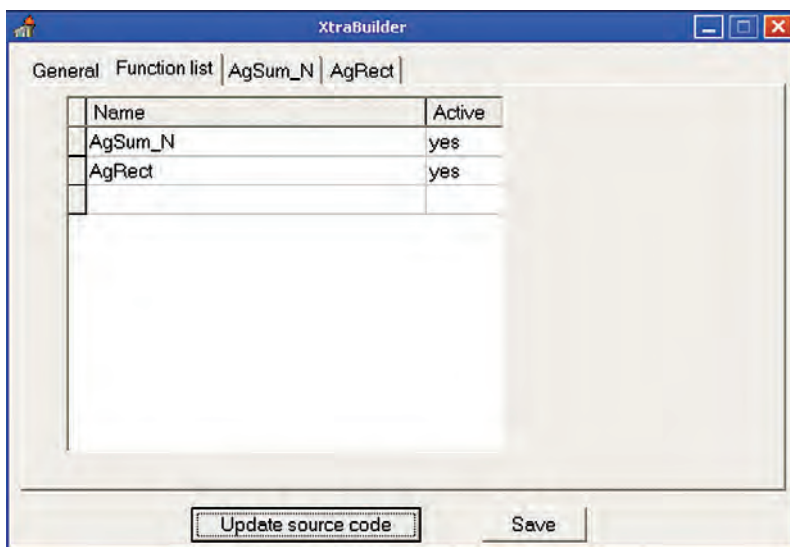 XtraBuilder
General Function list AgSum_N AgRect
Name Active
AgSum_N yes
AgRect yes
Update source code Save